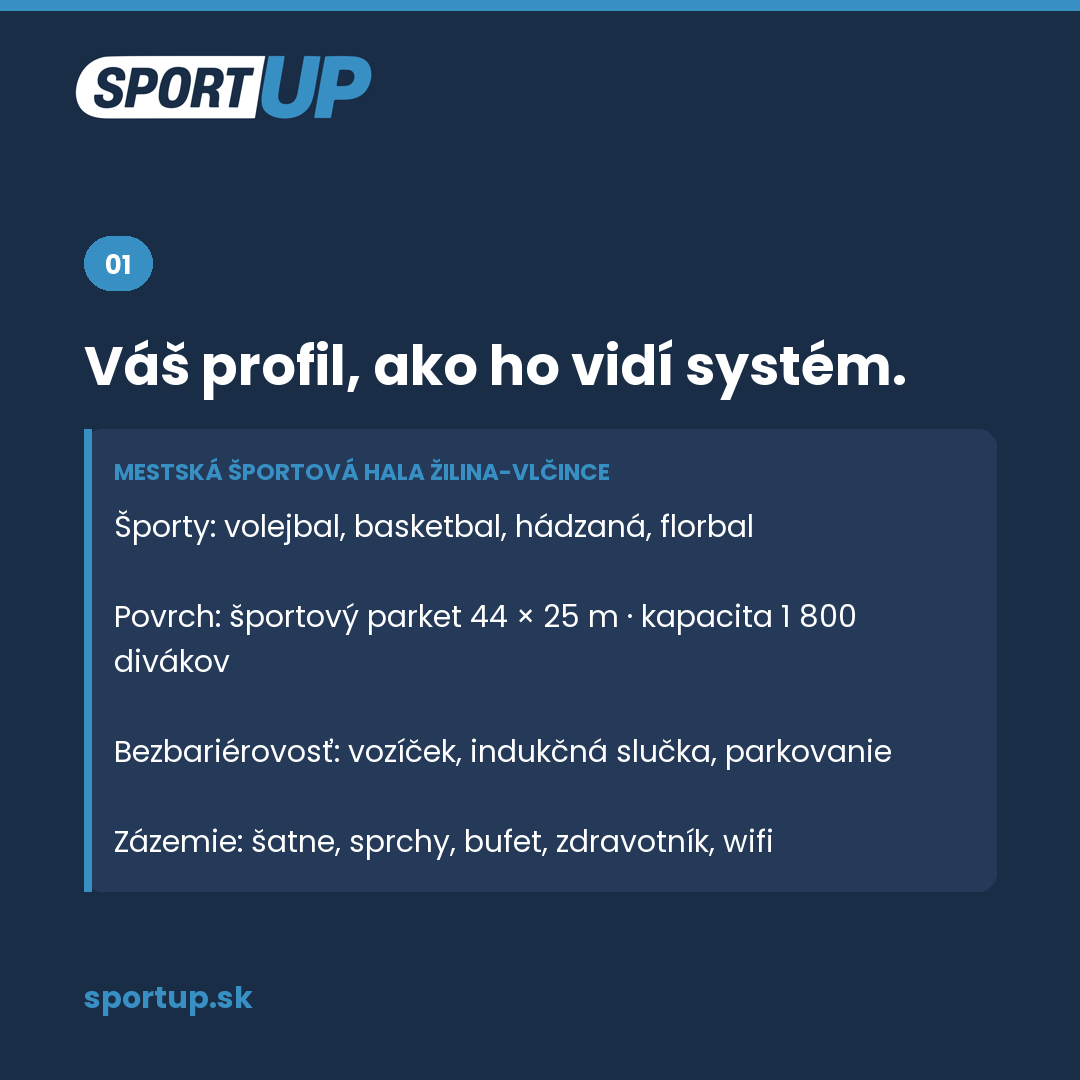 SPORTUP
01
Váš profil, ako ho vidí systém.
MESTSKÁ ŠPORTOVÁ HALA ŽILINA-VLČINCE
Športy: volejbal, basketbal, hádzaná, florbal
Povrch: športový parket 44 × 25 m · kapacita 1 800
divákov
Bezbariérovosť: vozíček, indukčná slučka, parkovanie
Zázemie: šatne, sprchy, bufet, zdravotník, wifi
sportup.sk